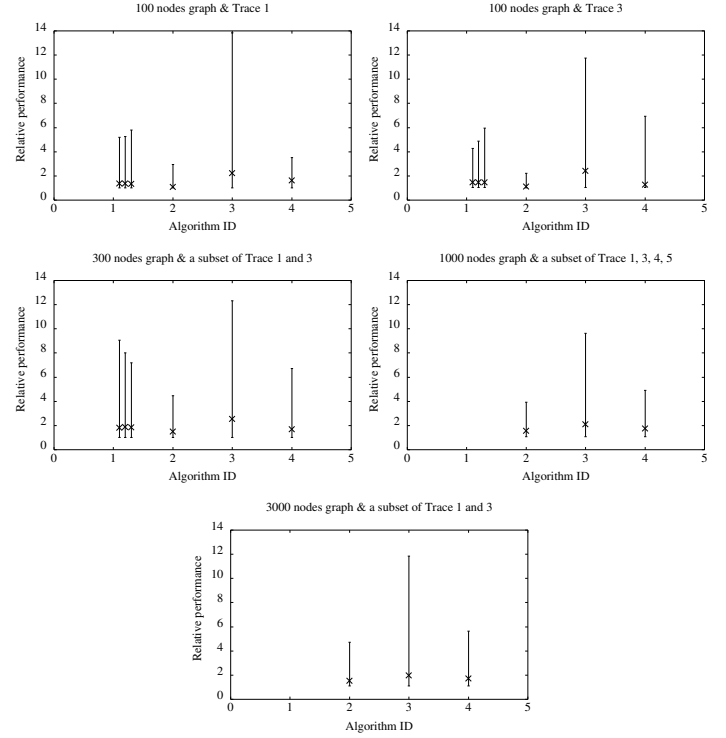 100 nodes graph & Trace 1
Relative performance
14
12
10
8
6
4
2
0
0 1 2 3 4 5
Algorithm ID
100 nodes graph & Trace 3
Relative performance
14
12
10
8
6
4
2
0
0 1 2 3 4 5
Algorithm ID
300 nodes graph & a subset of Trace 1 and 3
Relative performance
14
12
10
8
6
4
2
0
0 1 2 3 4 5
Algorithm ID
1000 nodes graph & a subset of Trace 1, 3, 4, 5
Relative performance
14
12
10
8
6
4
2
0
0 1 2 3 4 5
Algorithm ID
3000 nodes graph & a subset of Trace 1 and 3
Relative performance
14
12
10
8
6
4
2
0
0 1 2 3 4 5
Algorithm ID